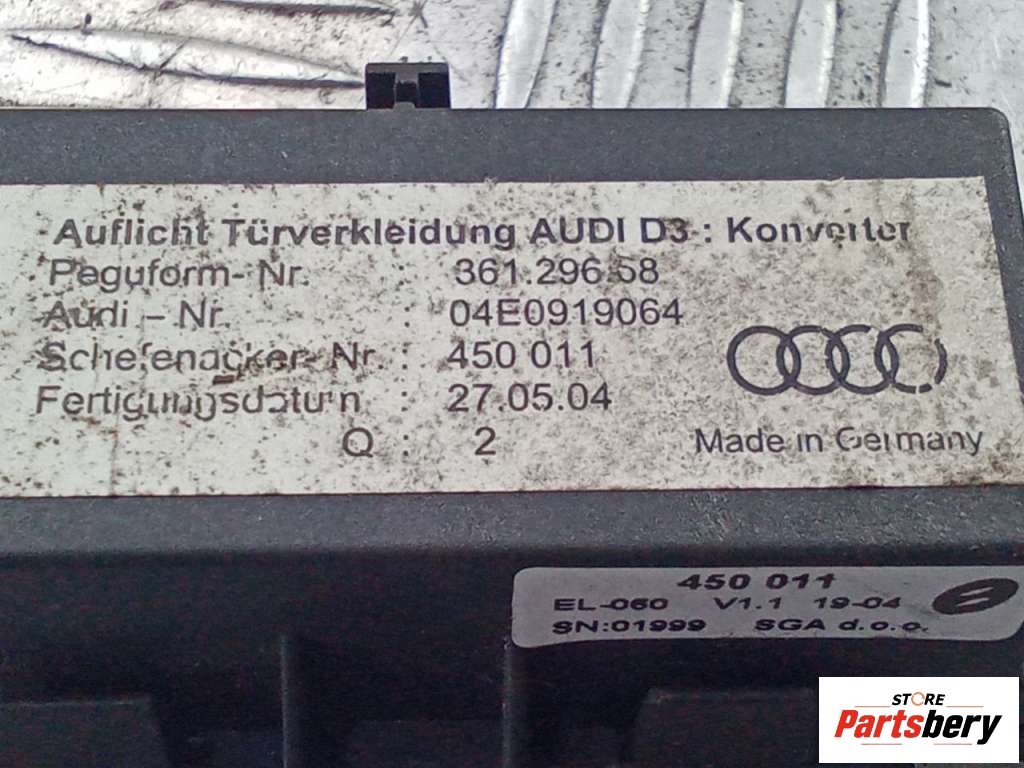 Auflicht Türverkleidung AUDI D3 : Konverter
Peguform-Nr. 361.296.58
Audi – Nr. : 04E0919064
Schefenacker-Nr. : 450 011
Fertigungsdatum : 27.05.04
Q : 2
Made in Germany
450 011
EL-060 V1.1 19-04
SN:01999 SGA d.o.o.
STORE
Partsbery